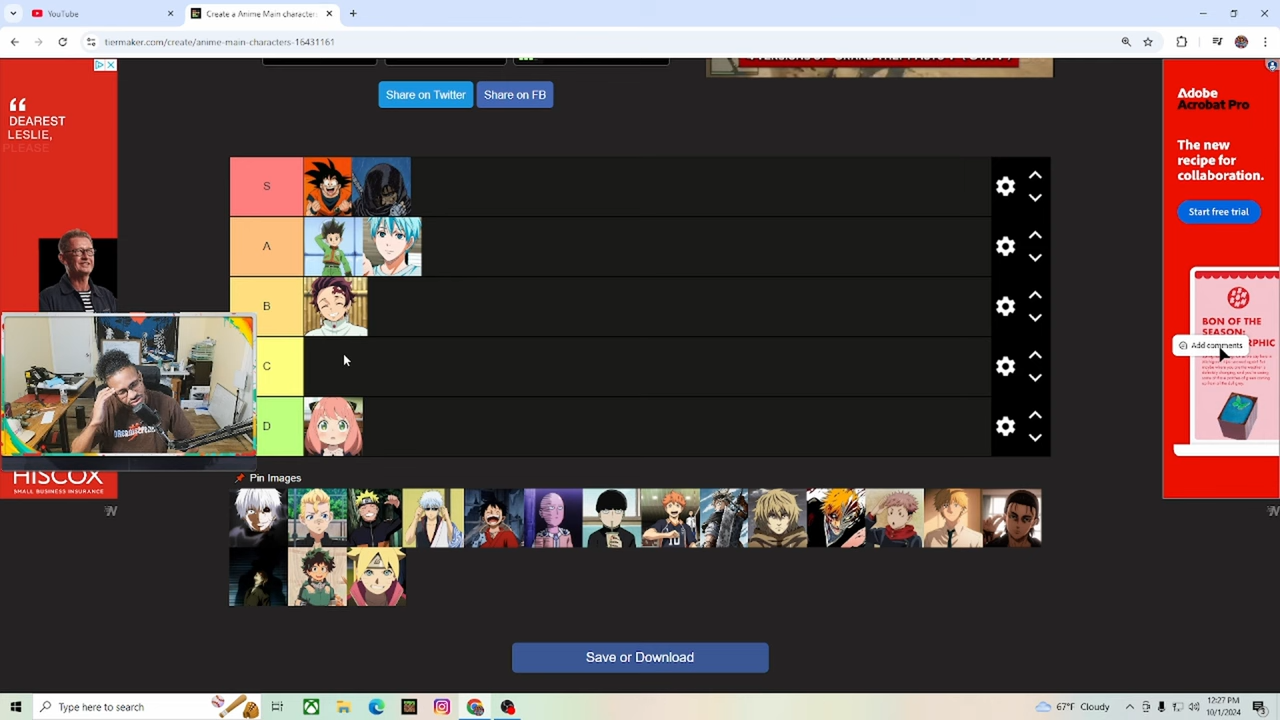 YouTube
Create a Anime Main character
tiermaker.com/create/anime-main-characters-16431161
Share on Twitter
Share on FB
DEAREST
LESLIE,
PLEASE
HISCOX
SMALL BUSINESS INSURANCE
S
A
B
C
D
Pin Images
Save or Download
Adobe
Acrobat Pro
The new
recipe for
collaboration.
Start free trial
BON OF THE
SEASON:
RPHIC
Add comments
Type here to search
67°F Cloudy
12:27 PM
10/1/2024
3